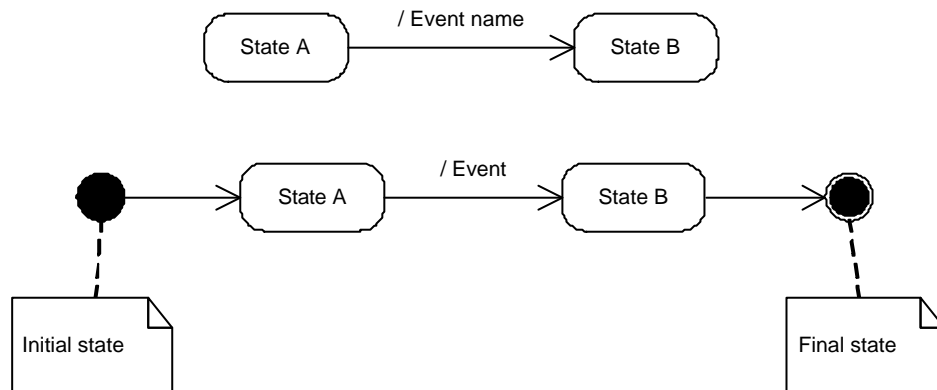 / Event name
State A
State B
/ Event
State A
State B
Initial state
Final state